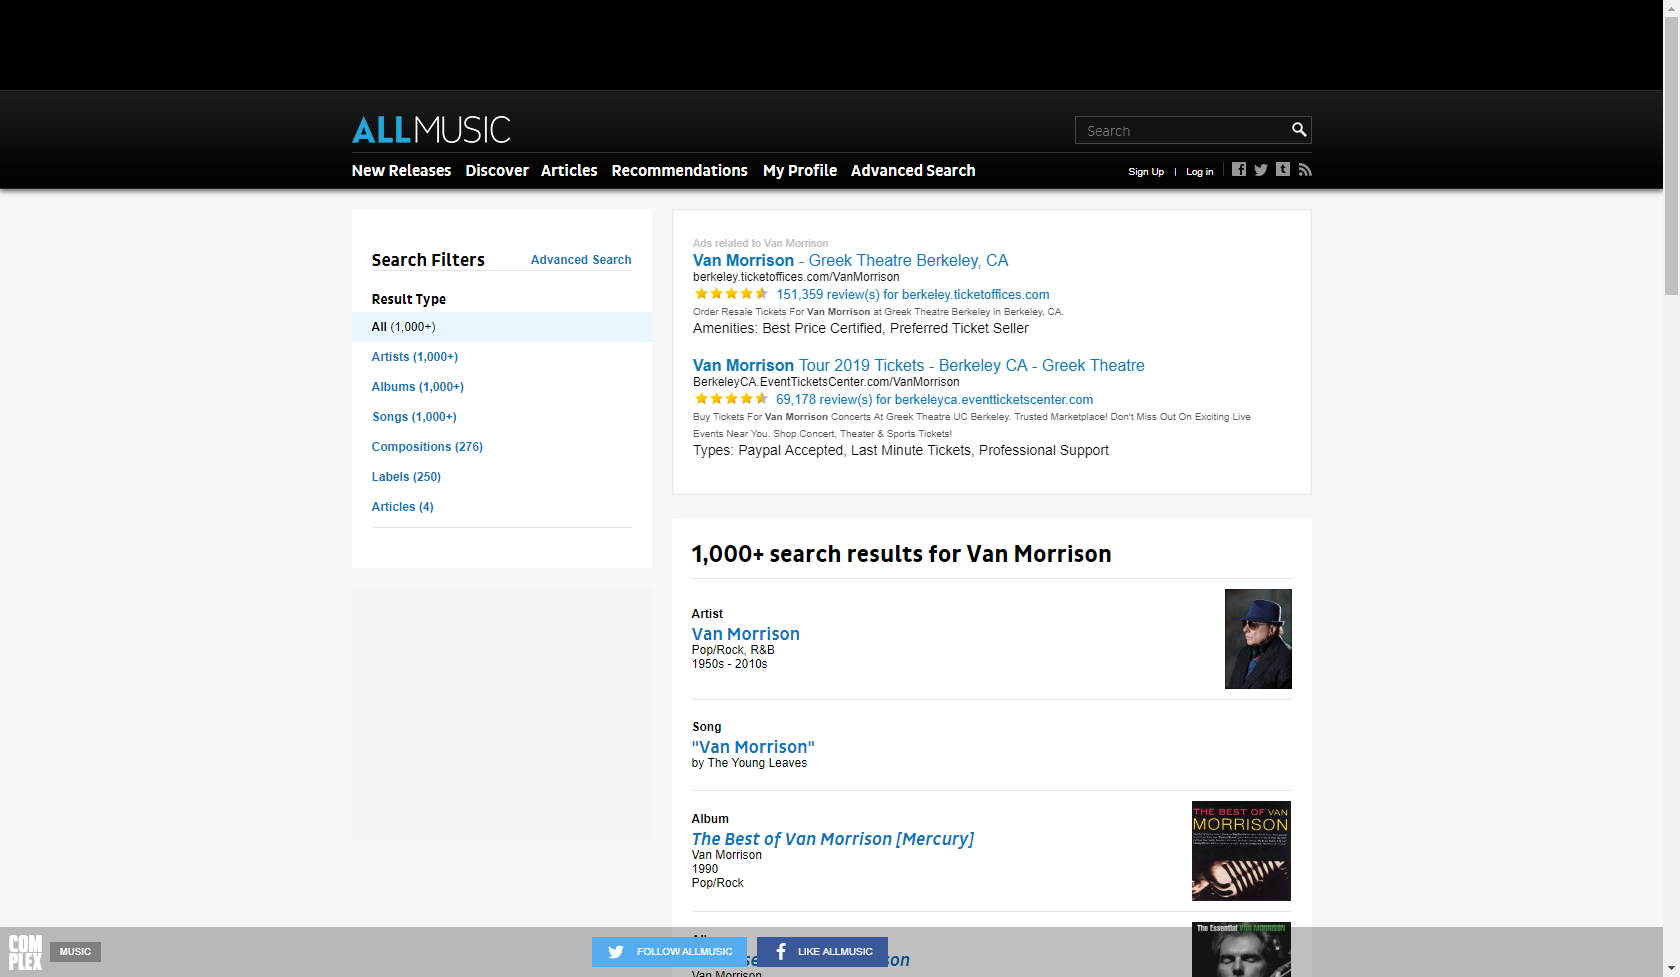 ALLMUSIC
Search
New Releases Discover Articles Recommendations My Profile Advanced Search
Sign Up | Log in
Search Filters Advanced Search
Result Type
All (1,000+)
Artists (1,000+)
Albums (1,000+)
Songs (1,000+)
Compositions (276)
Labels (250)
Articles (4)
Ads related to Van Morrison
Van Morrison - Greek Theatre Berkeley, CA
berkeley.ticketoffices.com/VanMorrison
151,359 review(s) for berkeley.ticketoffices.com
Order Resale Tickets For Van Morrison at Greek Theatre Berkeley in Berkeley, CA.
Amenities: Best Price Certified, Preferred Ticket Seller
Van Morrison Tour 2019 Tickets - Berkeley CA - Greek Theatre
BerkeleyCA.EventTicketsCenter.com/VanMorrison
69,178 review(s) for berkeleyca.eventticketscenter.com
Buy Tickets For Van Morrison Concerts At Greek Theatre UC Berkeley. Trusted Marketplace! Don't Miss Out On Exciting Live
Events Near You. Shop Concert, Theater & Sports Tickets!
Types: Paypal Accepted, Last Minute Tickets, Professional Support
1,000+ search results for Van Morrison
Artist
Van Morrison
Pop/Rock, R&B
1950s - 2010s
Song
"Van Morrison"
by The Young Leaves
Album
The Best of Van Morrison [Mercury]
Van Morrison
1990
Pop/Rock
THE BEST OF VAN
MORRISON
The Essential VAN MORRISON
Van Morrison
COMPLEX
MUSIC
FOLLOW ALLMUSIC
LIKE ALLMUSIC